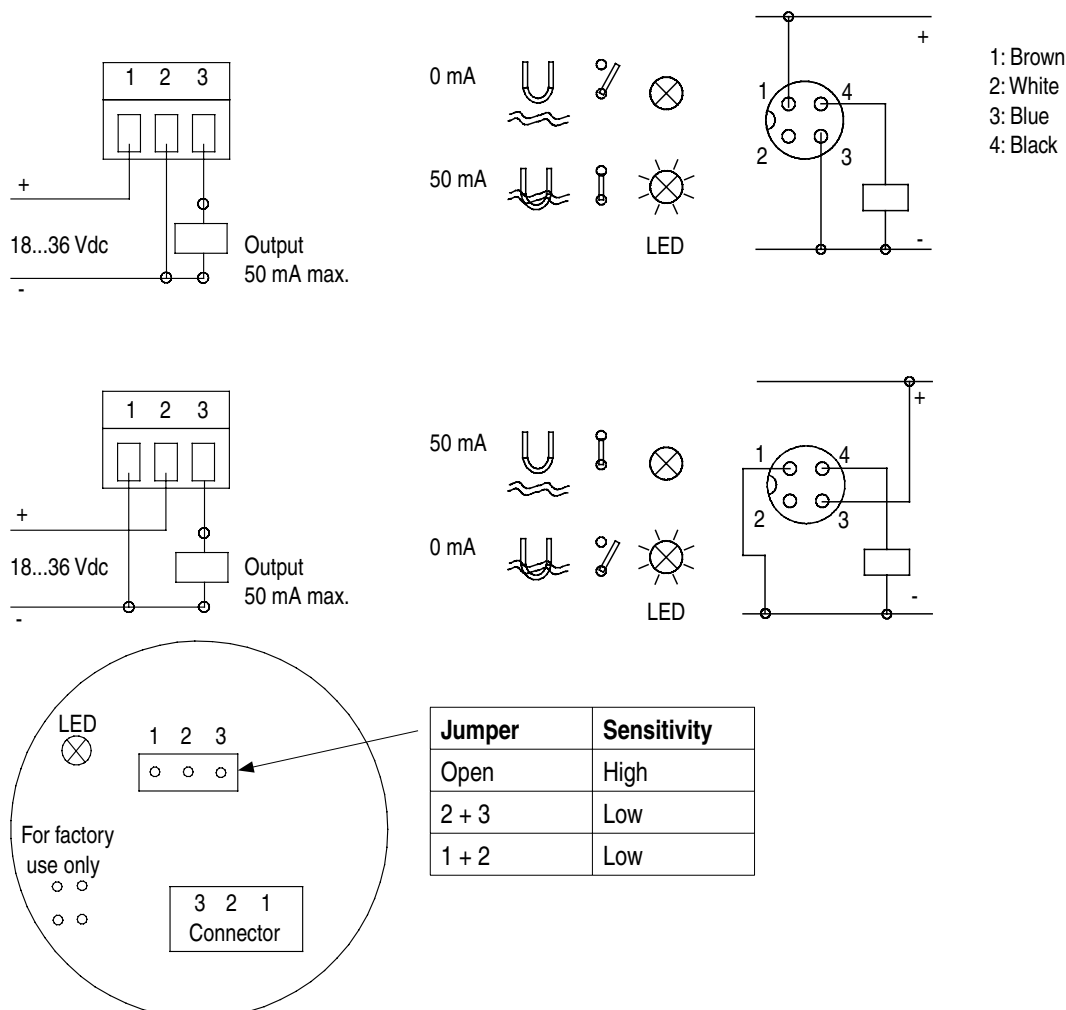 1 2 3
+
18...36 Vdc
-
Output
50 mA max.
0 mA
50 mA
LED
+
1
4
2
3
-
1: Brown
2: White
3: Blue
4: Black
1 2 3
+
18...36 Vdc
-
Output
50 mA max.
50 mA
0 mA
LED
+
1
4
2
3
-
LED
1 2 3
For factory
use only
3 2 1
Connector
Jumper Sensitivity
Open High
2 + 3 Low
1 + 2 Low